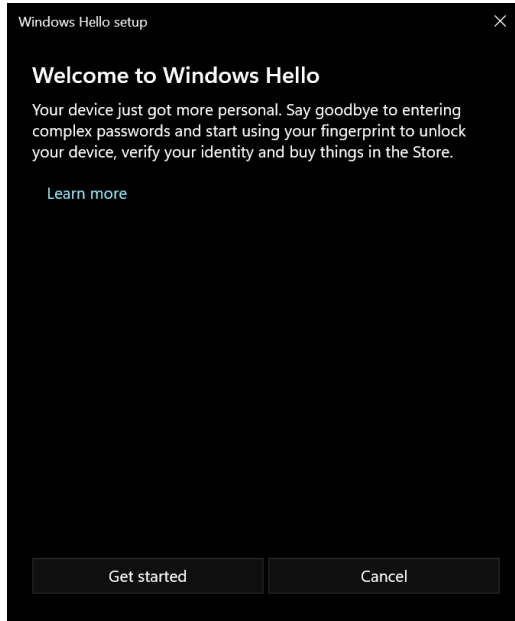 Windows Hello setup
Welcome to Windows Hello
Your device just got more personal. Say goodbye to entering
complex passwords and start using your fingerprint to unlock
your device, verify your identity and buy things in the Store.
Learn more
Get started
Cancel